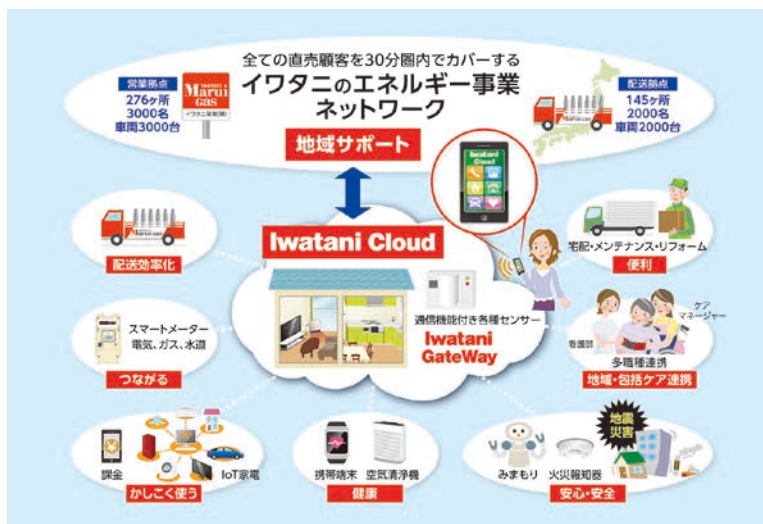 全ての直売顧客を30分圏内でカバーする
イワタニのエネルギー事業
ネットワーク
営業拠点
276ヶ所
3000名
車両3000台
Marui
gas
配送拠点
145ヶ所
2000名
車両2000台
Marui gas
地域サポート
Iwatani
Cloud
Iwatani Cloud
通信機能付き各種センサー
Iwatani
GateWay
Marui gas
配送効率化
宅配・メンテナンス・リフォーム
便利
スマートメーター
電気、ガス、水道
つながる
ケア
マネージャー
看護師
多職種連携
地域・包括ケア連携
課金
IoT家電
かしこく使う
携帯端末
空気清浄機
健康
地震
災害
みまもり
火災報知器
安心・安全